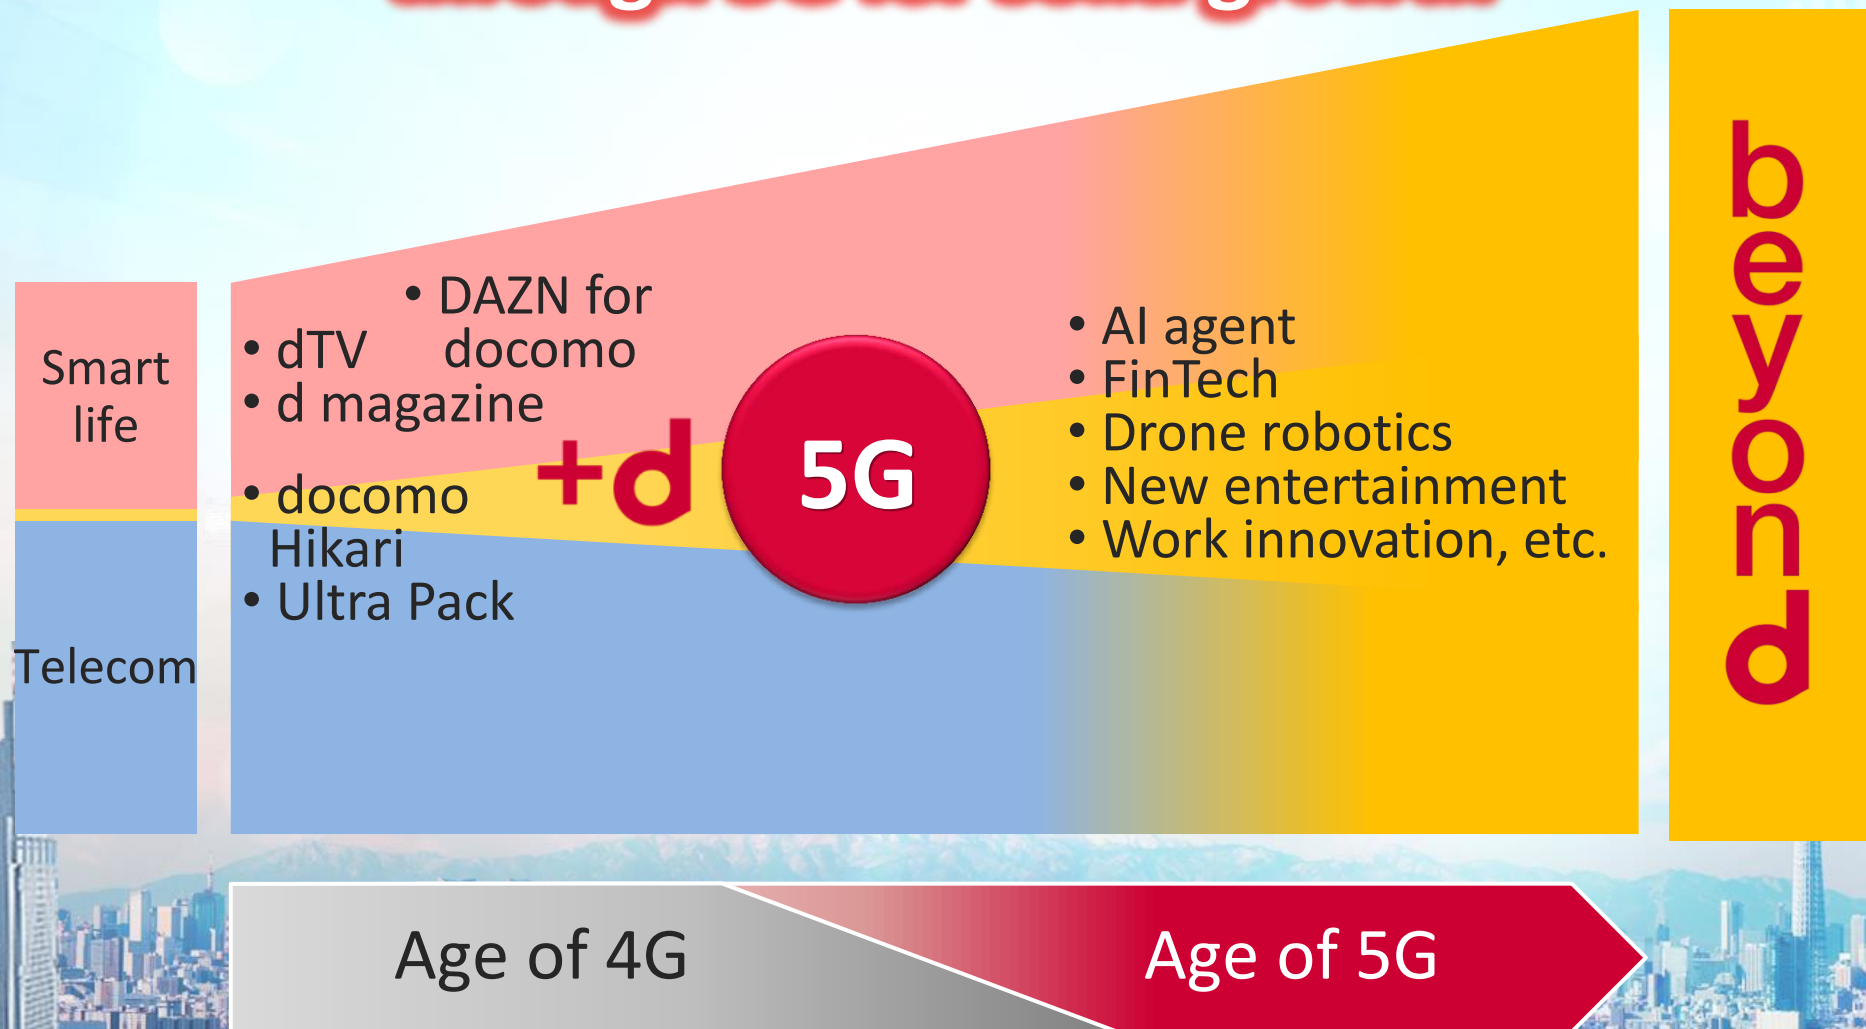 Smart
life
Telecom
• DAZN for
docomo
• dTV
• d magazine
• docomo
Hikari
• Ultra Pack
+d
5G
• AI agent
• FinTech
• Drone robotics
• New entertainment
• Work innovation, etc.
beyond
Age of 4G
Age of 5G